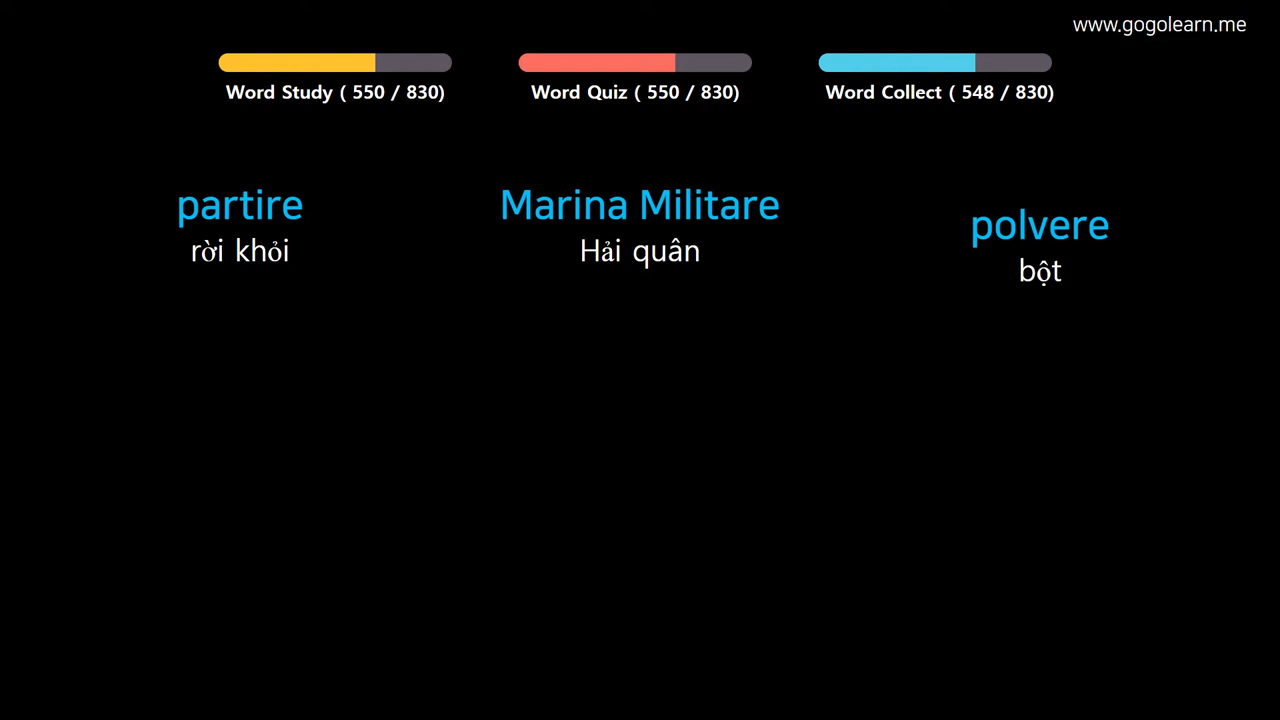 www.gogolearn.me
Word Study ( 550 / 830)
Word Quiz ( 550 / 830)
Word Collect ( 548 / 830)
partire
rời khỏi
Marina Militare
Hải quân
polvere
bột